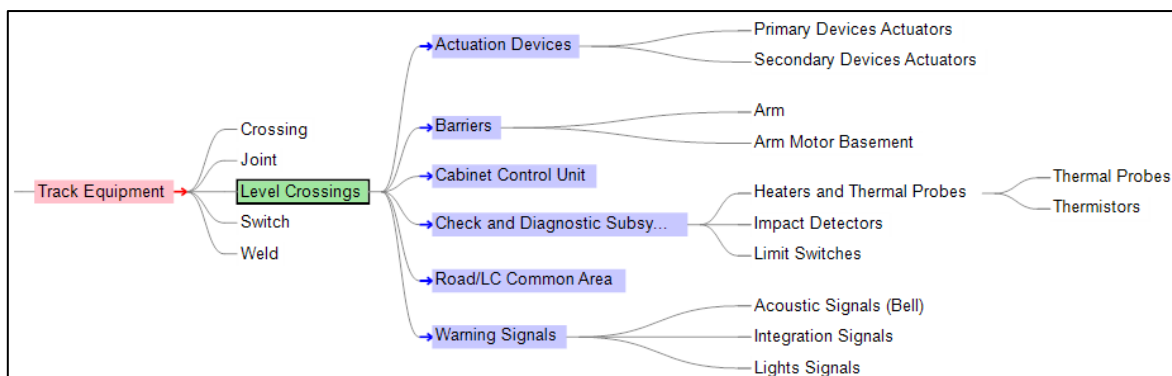 Track Equipment
Crossing
Joint
Level Crossings
Switch
Weld
Actuation Devices
Primary Devices Actuators
Secondary Devices Actuators
Barriers
Arm
Arm Motor Basement
Cabinet Control Unit
Check and Diagnostic Subsy...
Heaters and Thermal Probes
Thermal Probes
Thermistors
Impact Detectors
Limit Switches
Road/LC Common Area
Warning Signals
Acoustic Signals (Bell)
Integration Signals
Lights Signals